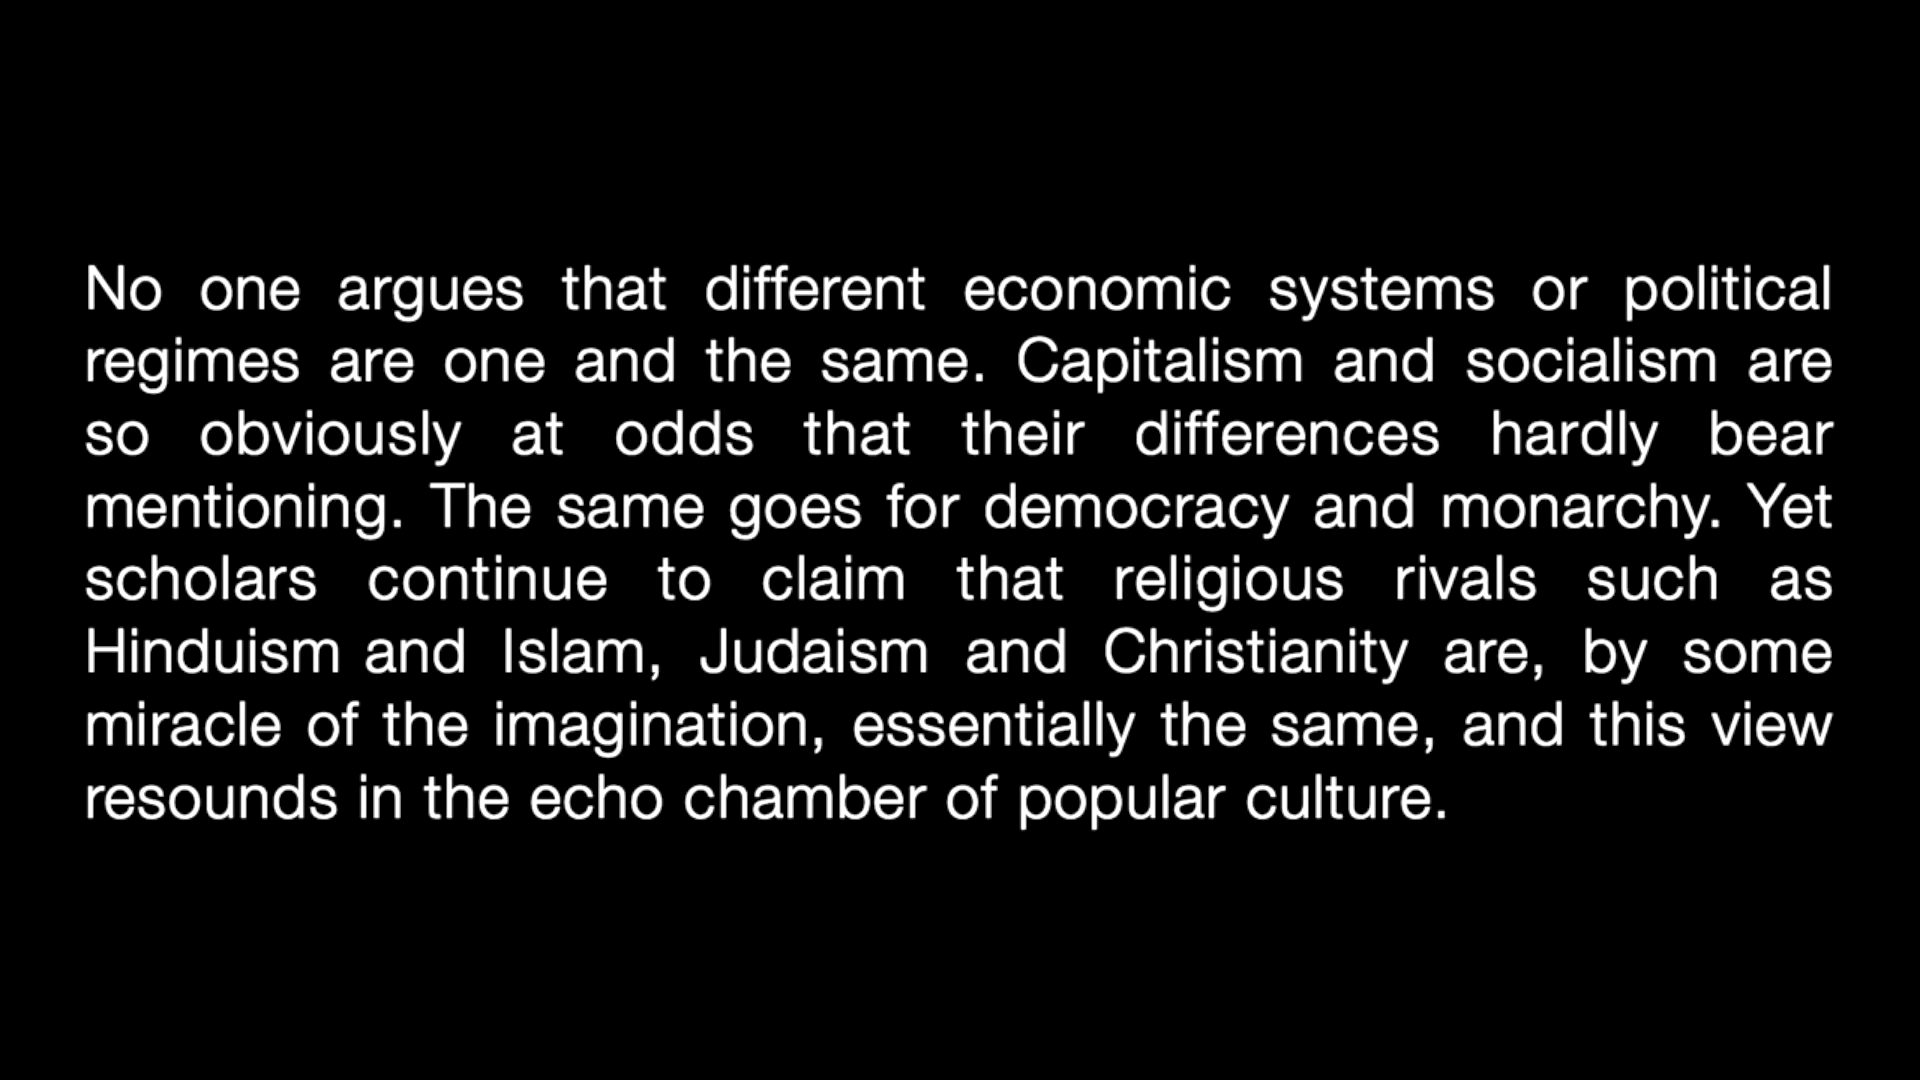 No one argues that different economic systems or political
regimes are one and the same. Capitalism and socialism are
so obviously at odds that their differences hardly bear
mentioning. The same goes for democracy and monarchy. Yet
scholars continue to claim that religious rivals such as
Hinduism and Islam, Judaism and Christianity are, by some
miracle of the imagination, essentially the same, and this view
resounds in the echo chamber of popular culture.